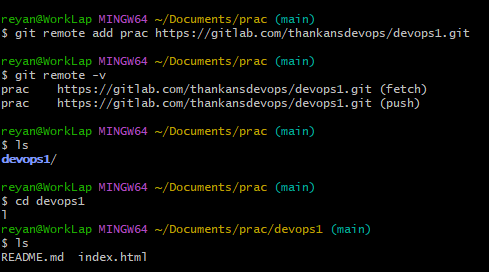 reyan@WorkLap MINGW64 ~/Documents/prac (main)
$ git remote add prac https://gitlab.com/thankansdevops/devops1.git
reyan@WorkLap MINGW64 ~/Documents/prac (main)
$ git remote -v
prac    https://gitlab.com/thankansdevops/devops1.git (fetch)
prac    https://gitlab.com/thankansdevops/devops1.git (push)
reyan@WorkLap MINGW64 ~/Documents/prac (main)
$ ls
devops1/
reyan@WorkLap MINGW64 ~/Documents/prac (main)
$ cd devops1
l
reyan@WorkLap MINGW64 ~/Documents/prac/devops1 (main)
$ ls
README.md  index.html